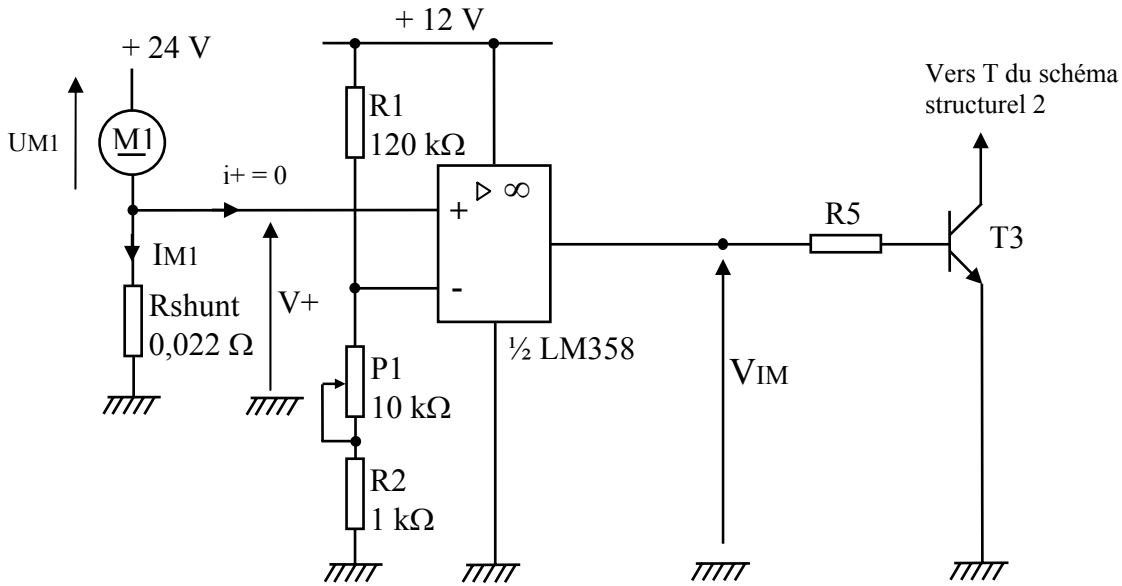 + 12 V
+ 24 V
Vers T du schéma
structurel 2
R1
120 kΩ
UM1
M1
i+ = 0
▷ ∞
+
R5
T3
IM1
-
Rshunt
0,022 Ω
V+
½ LM358
P1
10 kΩ
VIM
R2
1 kΩ